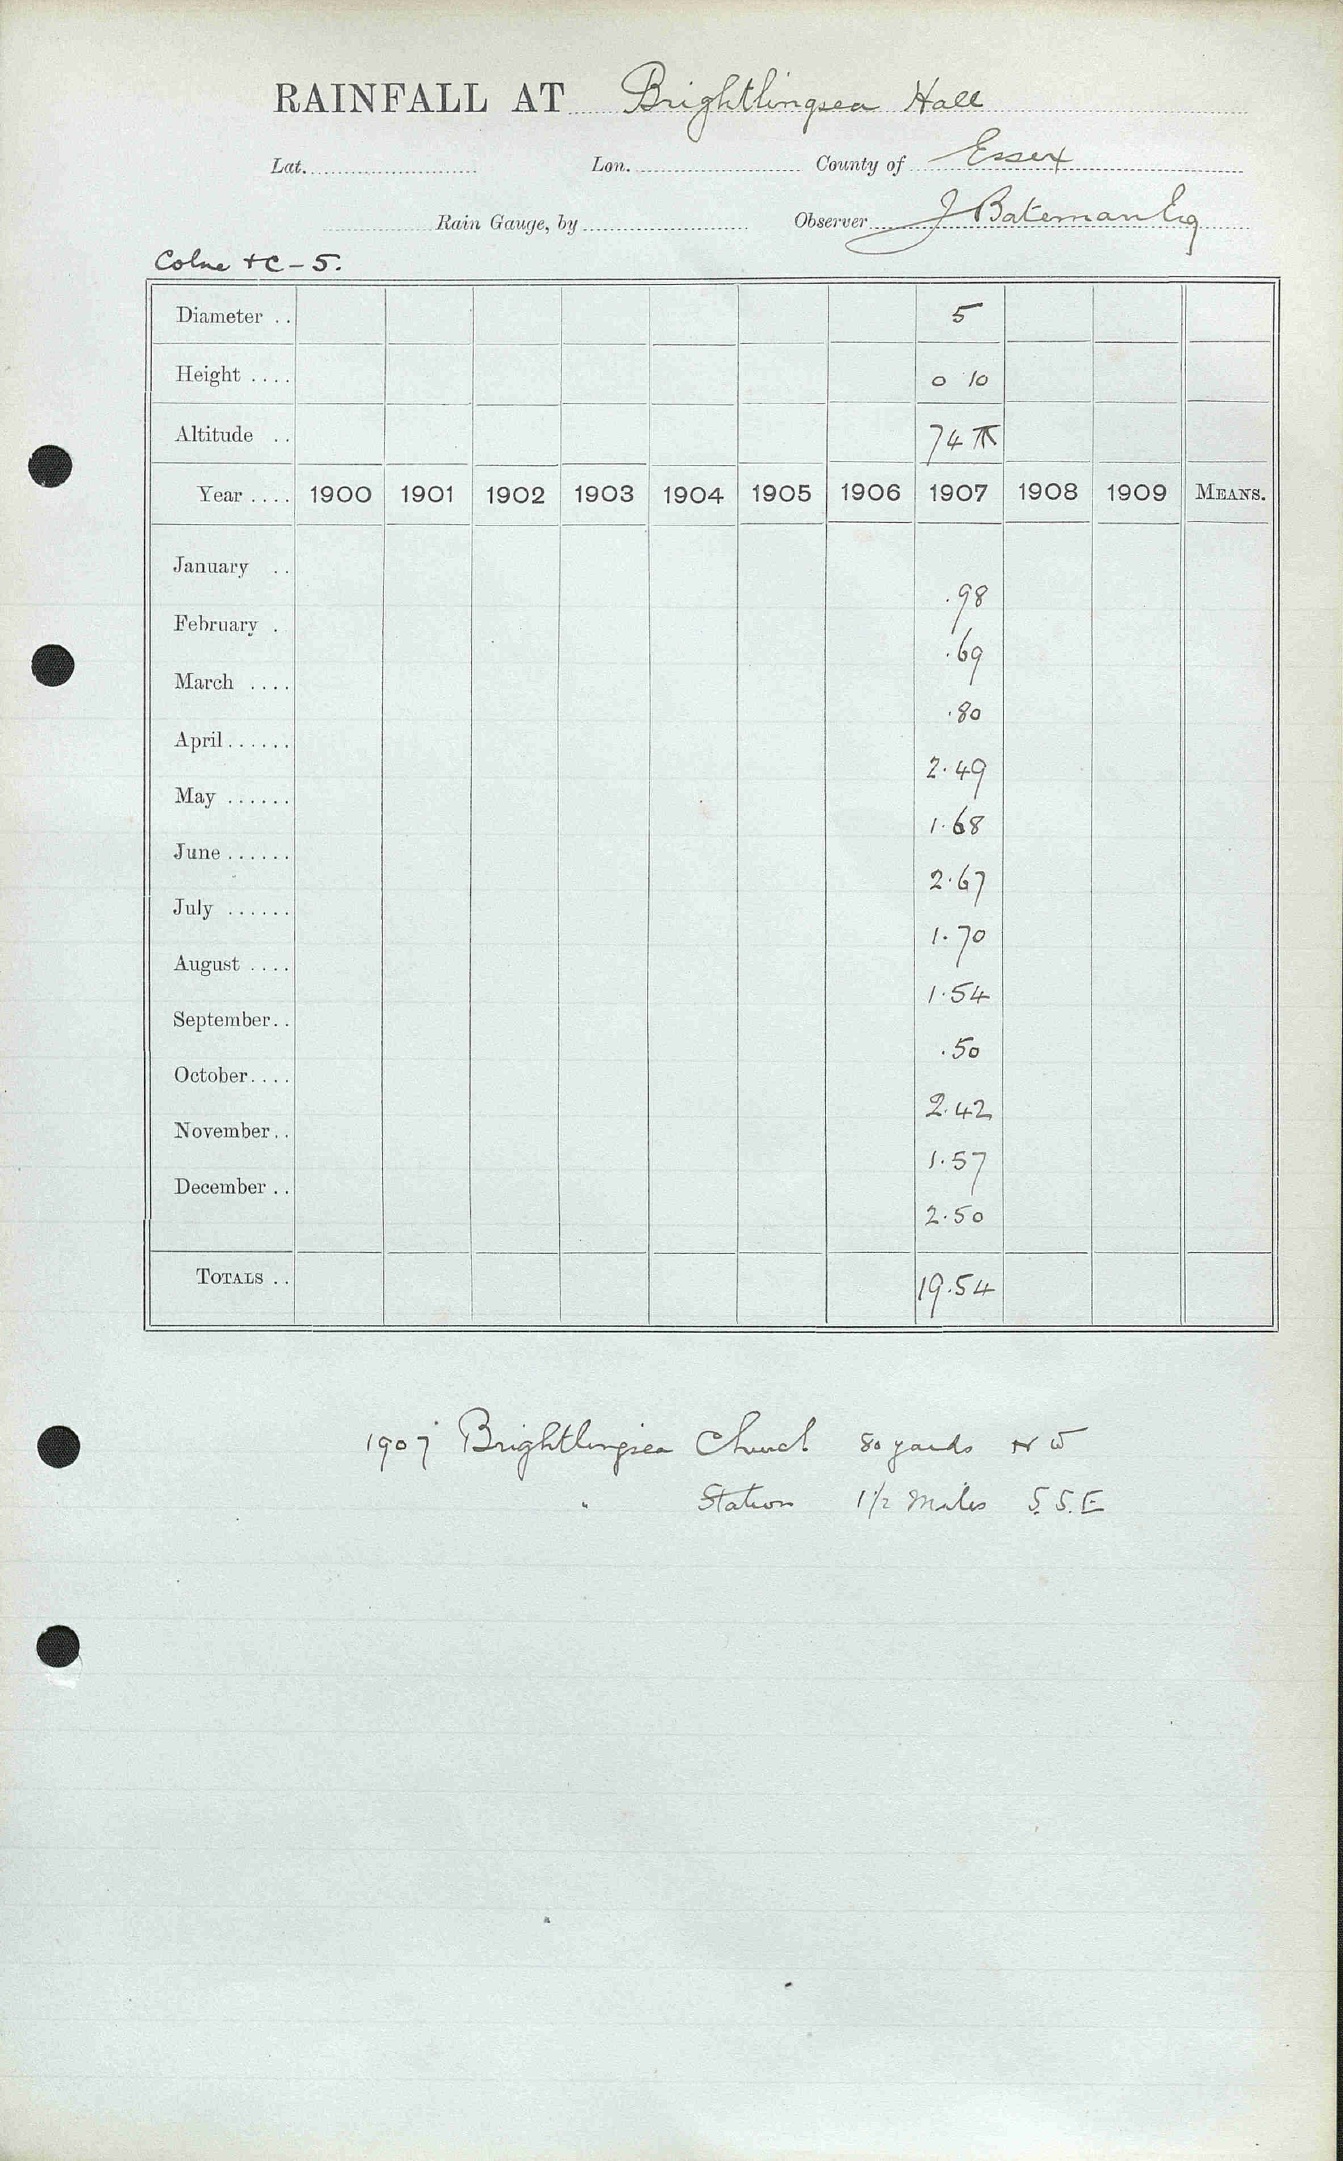 RAINFALL AT Brightlingsea Hall
Lat. Lon. County of Essex
Rain Gauge, by Observer J Bateman Esq
Colne + C - 5.
Diameter .. 5
Height .... 0 10
Altitude ..
74
Year .... 1900 1901 1902 1903 1904 1905 1906 1907 1908 1909 MEANS.
January .. .98
February . .69
March .... .80
April...... 2.49
May ...... 1.68
June ...... 2.67
July ...... 1.70
August .... 1.54
September.. .50
October.... 2.42
November.. 1.57
December .. 2.50
TOTALS .. 19.54
1907 Brightlingsea Church 80 yards N W
" Station 1 1/2 Miles S.S.E